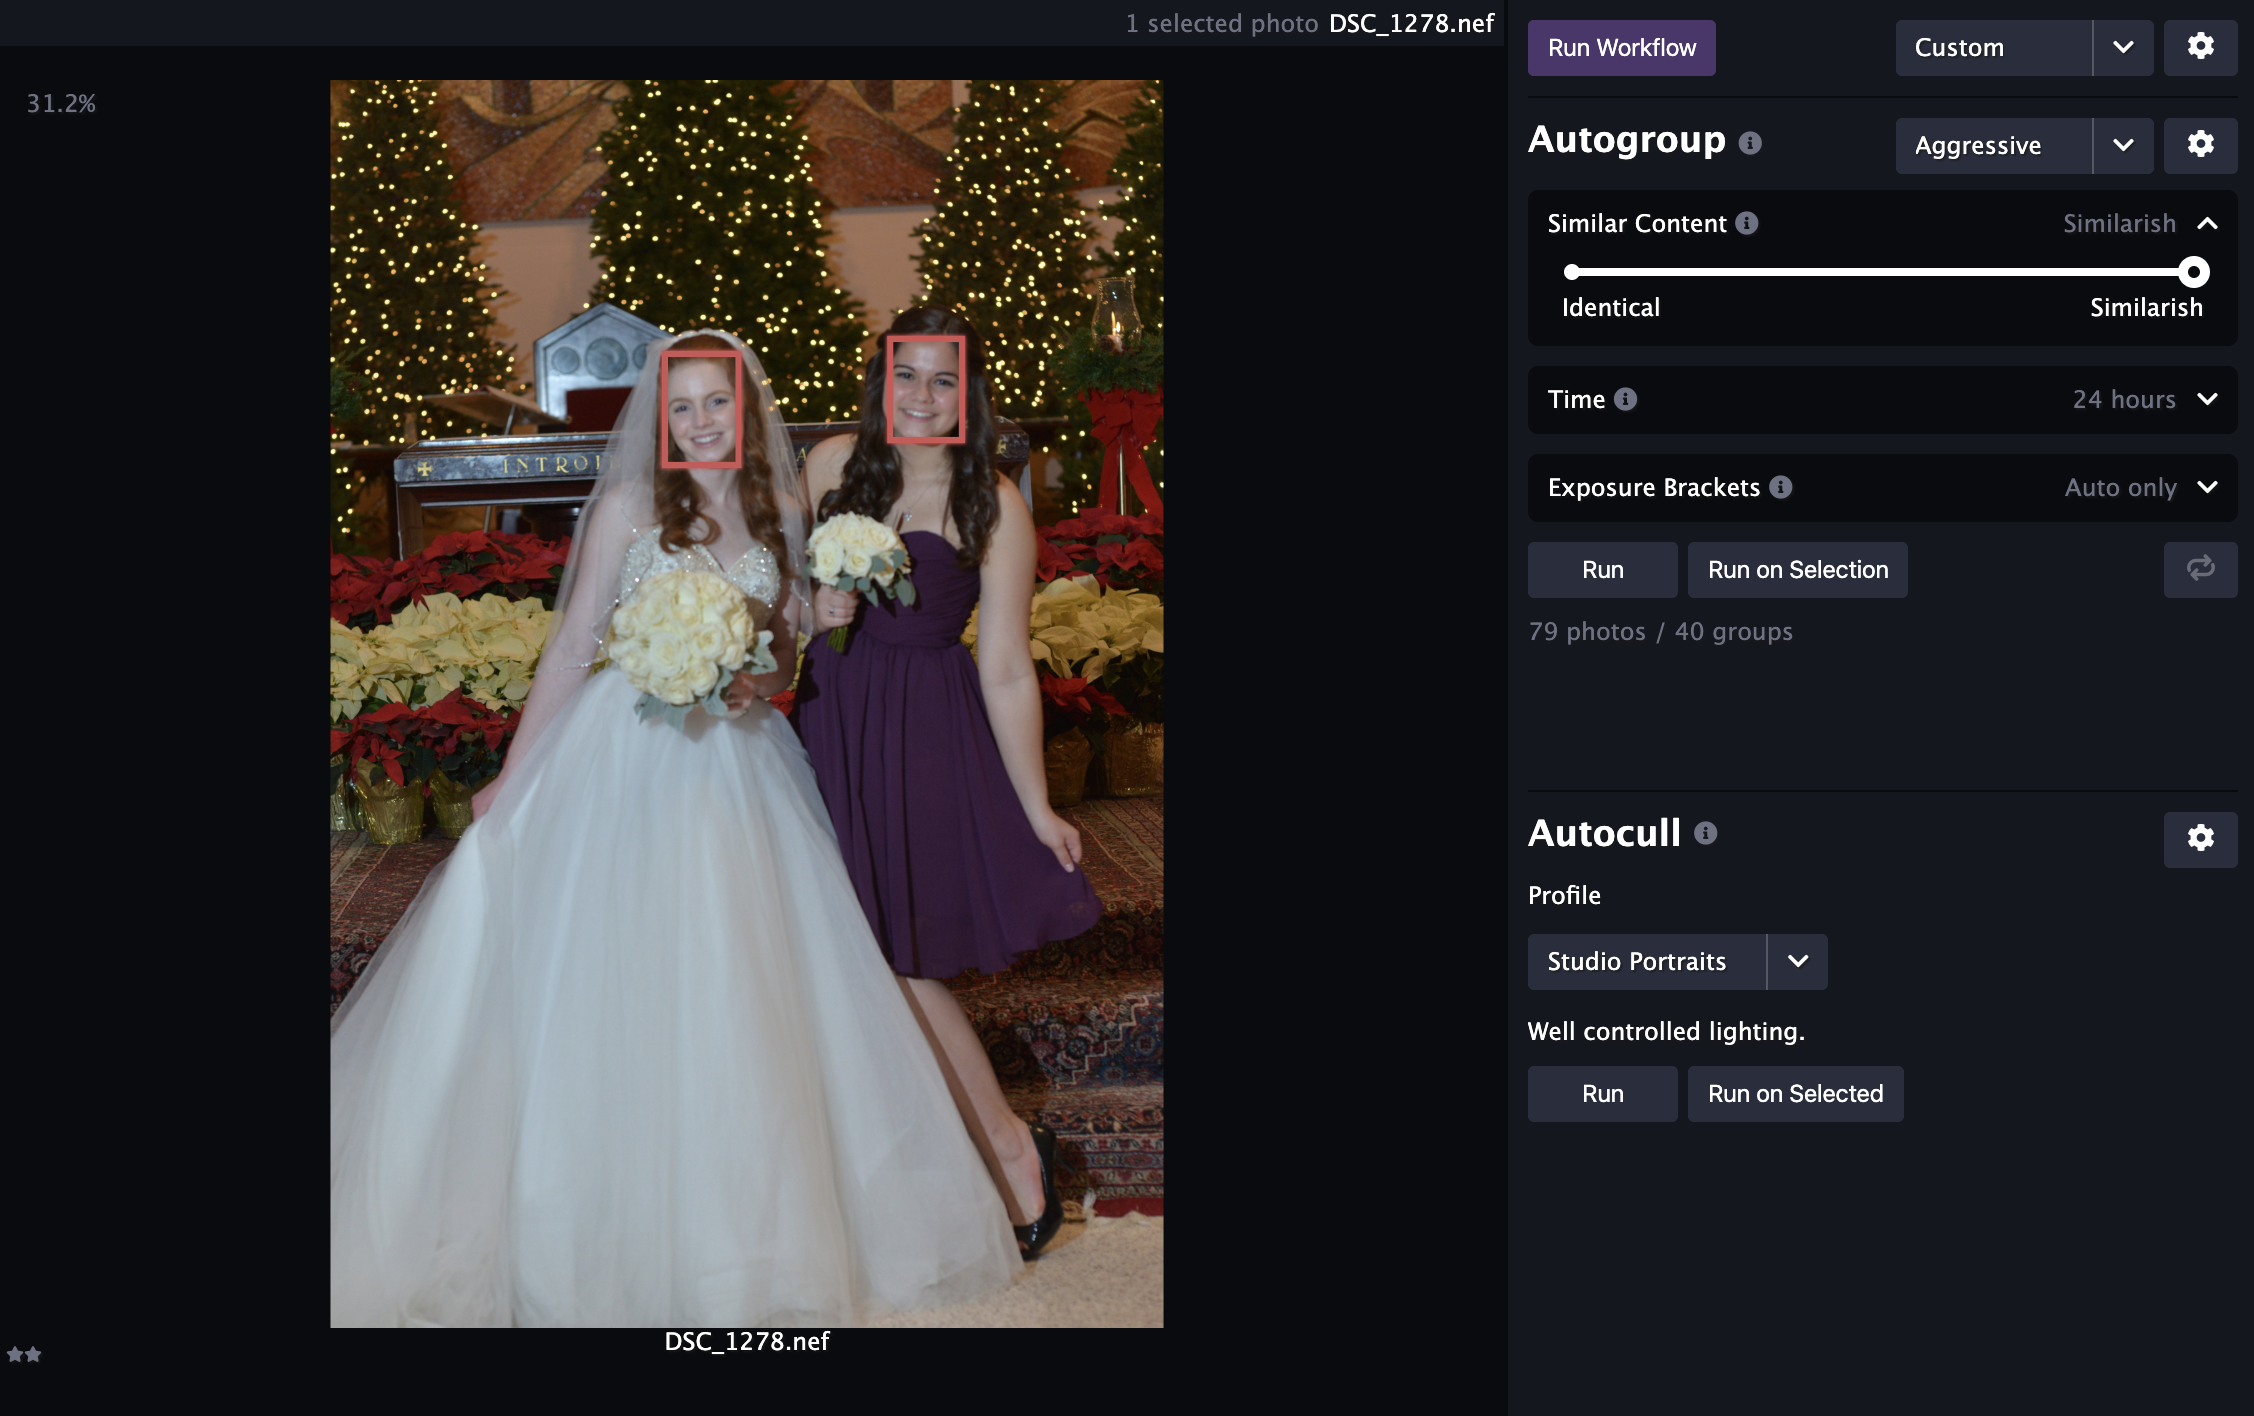 1 selected photo DSC_1278.nef
31.2%
INTROI
A
DSC_1278.nef
Run Workflow
Custom
Autogroup
Aggressive
Similar Content
Similarish
Identical
Similarish
Time
24 hours
Exposure Brackets
Auto only
Run
Run on Selection
79 photos / 40 groups
Autocull
Profile
Studio Portraits
Well controlled lighting.
Run
Run on Selected